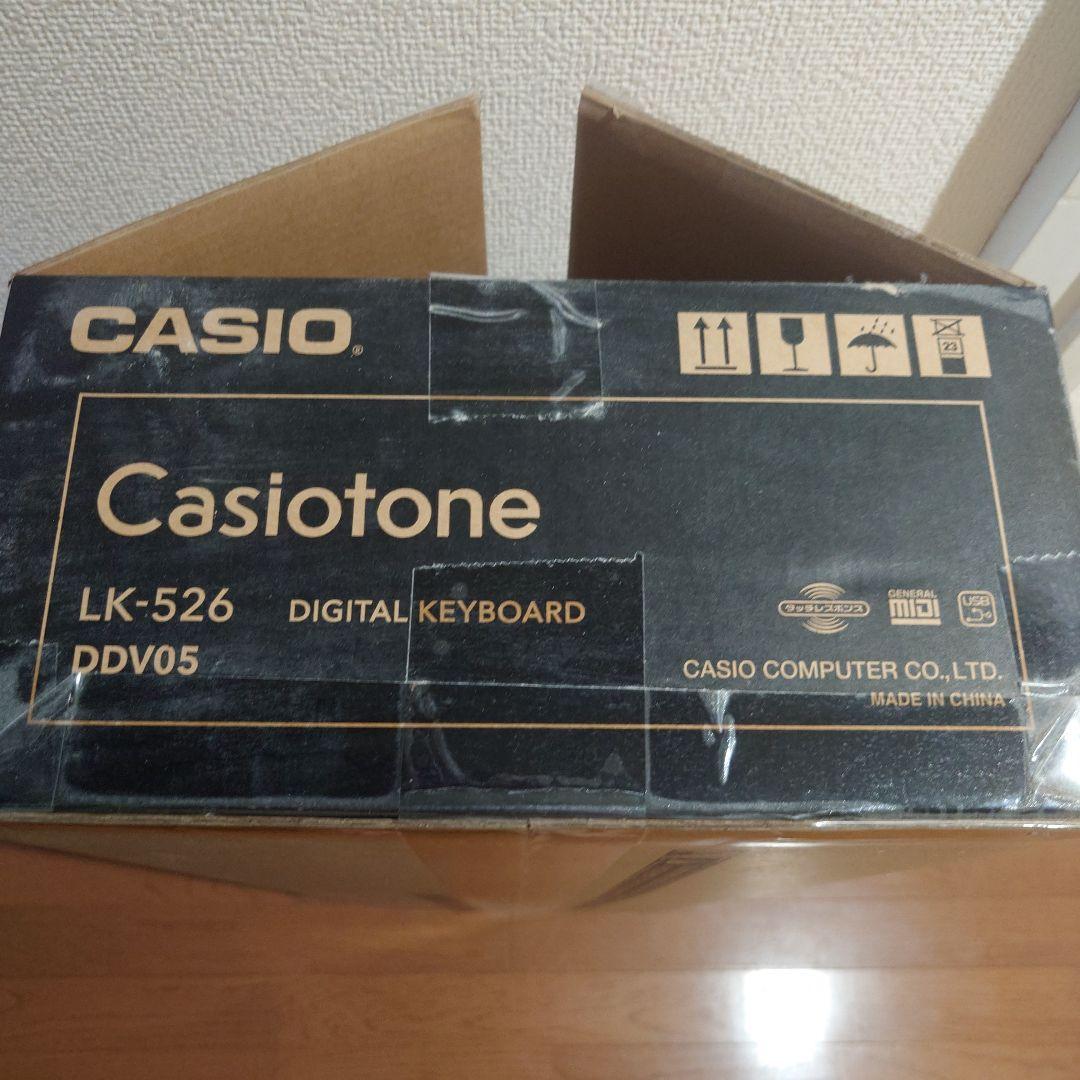 CASIO®
23
Casiotone
LK-526 DIGITAL KEYBOARD
タッチレスポンス
GENERAL
MIDI
USB
DDV05
CASIO COMPUTER CO.,LTD.
MADE IN CHINA